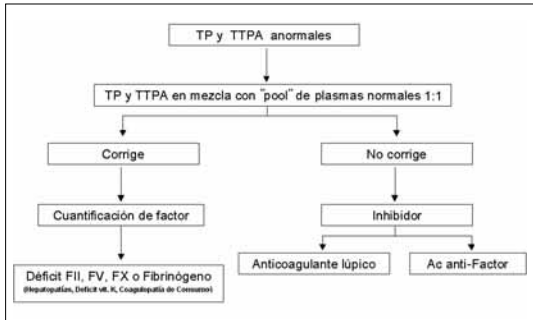 TP y TTPA anormales
TP y TTPA en mezcla con "pool" de plasmas normales 1:1
Corrige
No corrige
Cuantificación de factor
Inhibidor
Anticoagulante lúpico
Ac anti-Factor
Déficit FII, FV, FX o Fibrinógeno
(Hepatopatías, Deficit vit. K, Coagulopatía de Consumo)